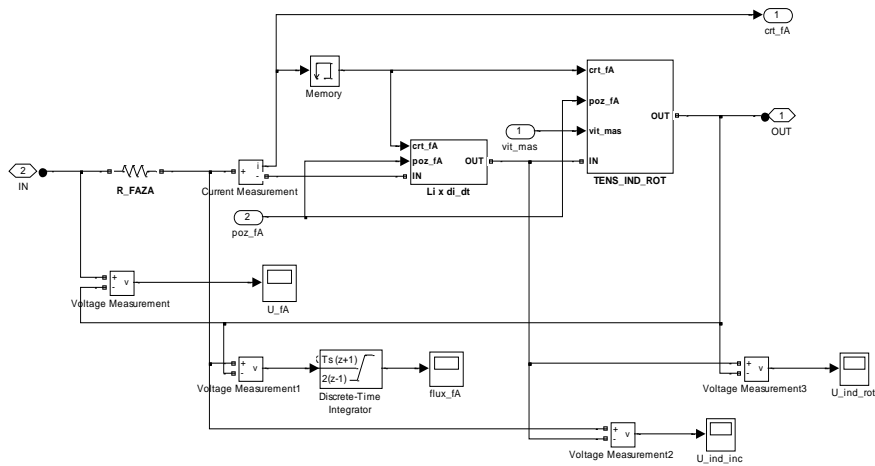 1
crt_fA
Memory
crt_fA
poz_fA
vit_mas
IN
OUT
TENS_IND_ROT
1
vit_mas
1
OUT
crt_fA
poz_fA
IN
OUT
Li x di_dt
2
IN
R_FAZA
+
i
-
Current Measurement
2
poz_fA
+
-
v
Voltage Measurement
U_fA
+
-
v
Voltage Measurement1
Ts (z+1)
2(z-1)
Discrete-Time
Integrator
flux_fA
+
-
v
Voltage Measurement3
U_ind_rot
+
-
v
Voltage Measurement2
U_ind_inc